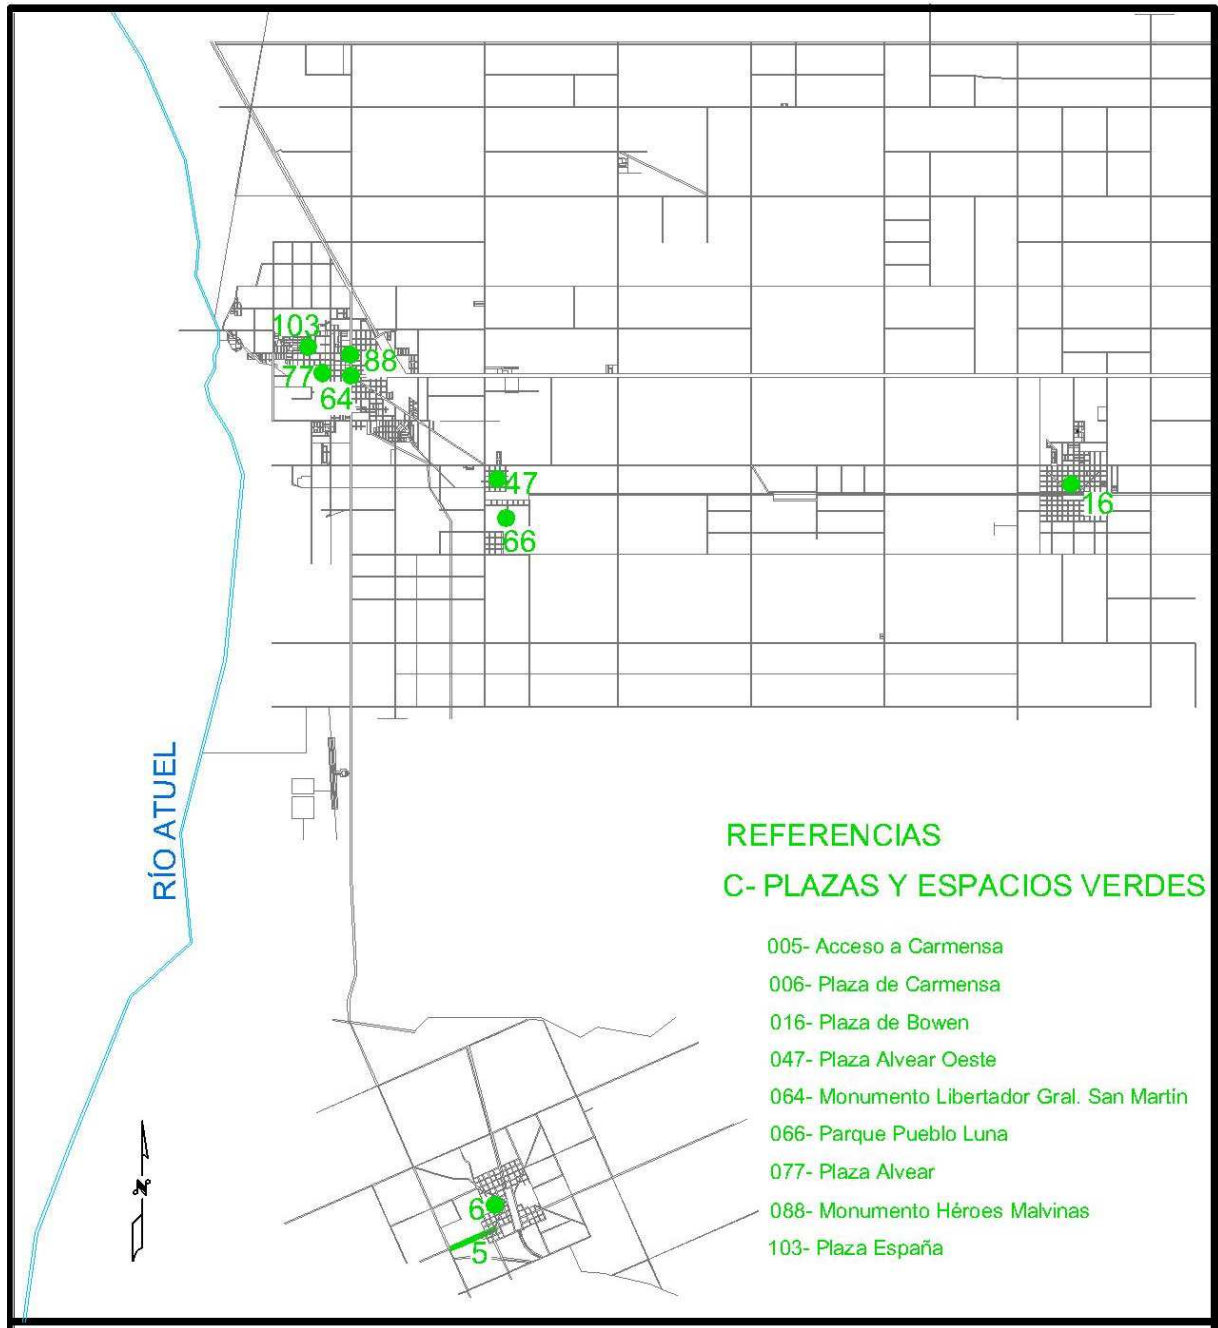 103
88
77
64
47
16
66
RÍO ATUEL
REFERENCIAS
C- PLAZAS Y ESPACIOS VERDES
005- Acceso a Carmensa
006- Plaza de Carmensa
016- Plaza de Bowen
047- Plaza Alvear Oeste
064- Monumento Libertador Gral. San Martín
066- Parque Pueblo Luna
077- Plaza Alvear
088- Monumento Héroes Malvinas
103- Plaza España
N
6
5